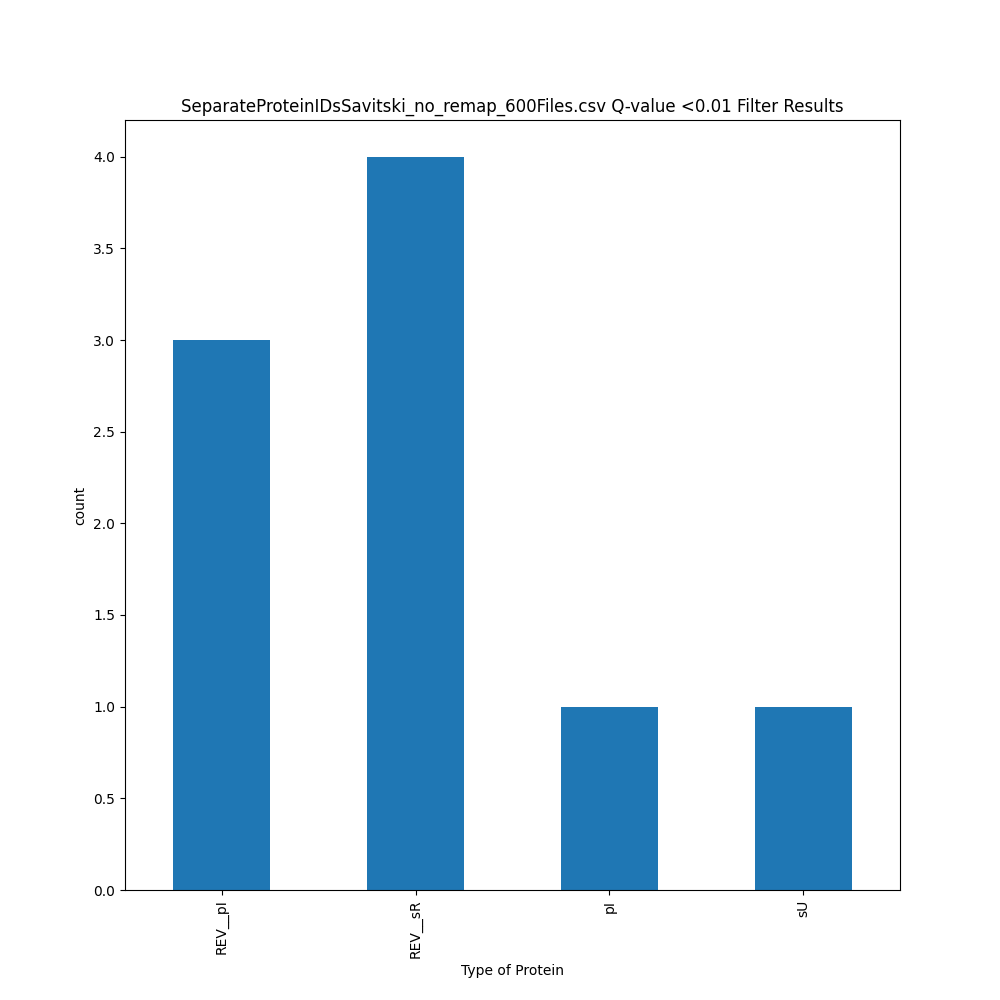 SeparateProteinIDsSavitski_no_remap_600Files.csv Q-value <0.01 Filter Results
4.0
3.5
3.0
2.5
count
2.0
1.5
1.0
0.5
0.0
REV__pI
REV__sR
pI
sU
Type of Protein